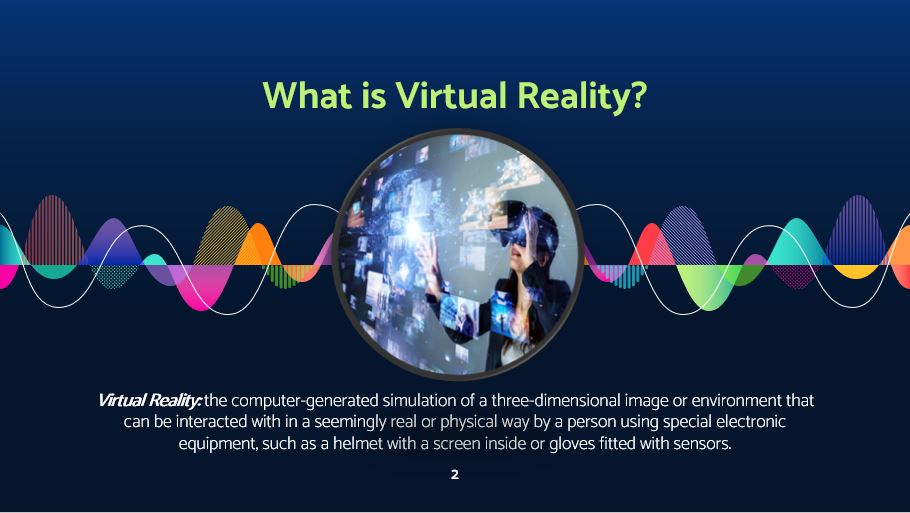 What is Virtual Reality?
Virtual Reality: the computer-generated simulation of a three-dimensional image or environment that
can be interacted with in a seemingly real or physical way by a person using special electronic
equipment, such as a helmet with a screen inside or gloves fitted with sensors.
2